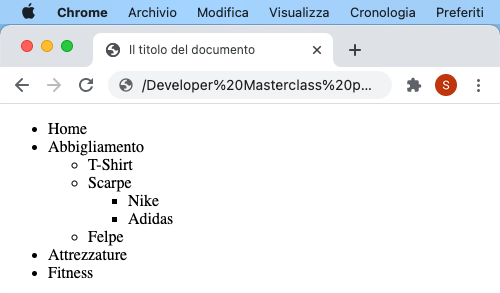 Chrome Archivio Modifica Visualizza Cronologia Preferiti
Il titolo del documento
/Developer%20Masterclass%20p...
S
Home
Abbigliamento
T-Shirt
Scarpe
Nike
Adidas
Felpe
Attrezzature
Fitness